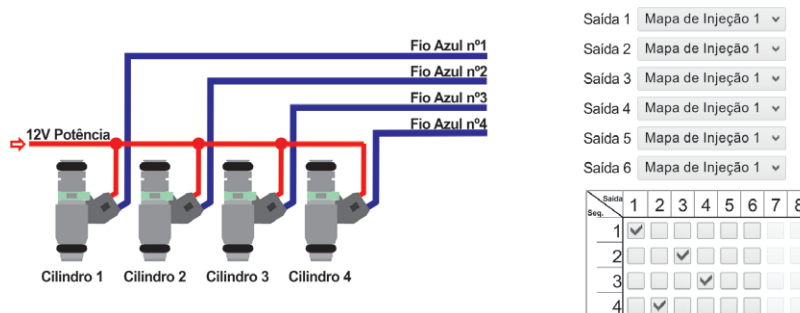 Fio Azul nº1
Fio Azul nº2
Fio Azul nº3
Fio Azul nº4
12V Potência
Cilindro 1 Cilindro 2 Cilindro 3 Cilindro 4
Saída 1 Mapa de Injeção 1
Saída 2 Mapa de Injeção 1
Saída 3 Mapa de Injeção 1
Saída 4 Mapa de Injeção 1
Saída 5 Mapa de Injeção 1
Saída 6 Mapa de Injeção 1
Saída 1 2 3 4 5 6 7 8
Seq.
1
2
3
4